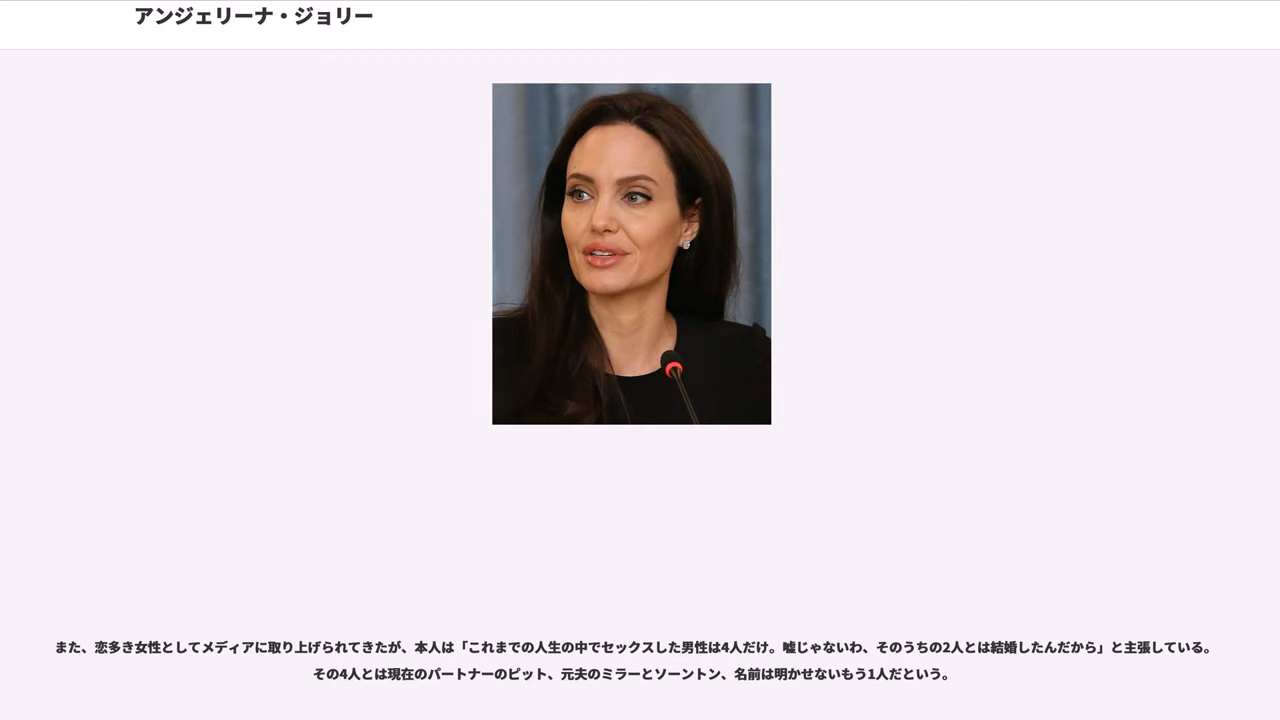 アンジェリーナ・ジョリー
また、恋多き女性としてメディアに取り上げられてきたが、本人は「これまでの人生の中でセックスした男性は4人だけ。嘘じゃないわ、そのうちの2人とは結婚したんだから」と主張している。
その4人とは現在のパートナーのピット、元夫のミラーとソーントン、名前は明かせないもう1人だという。